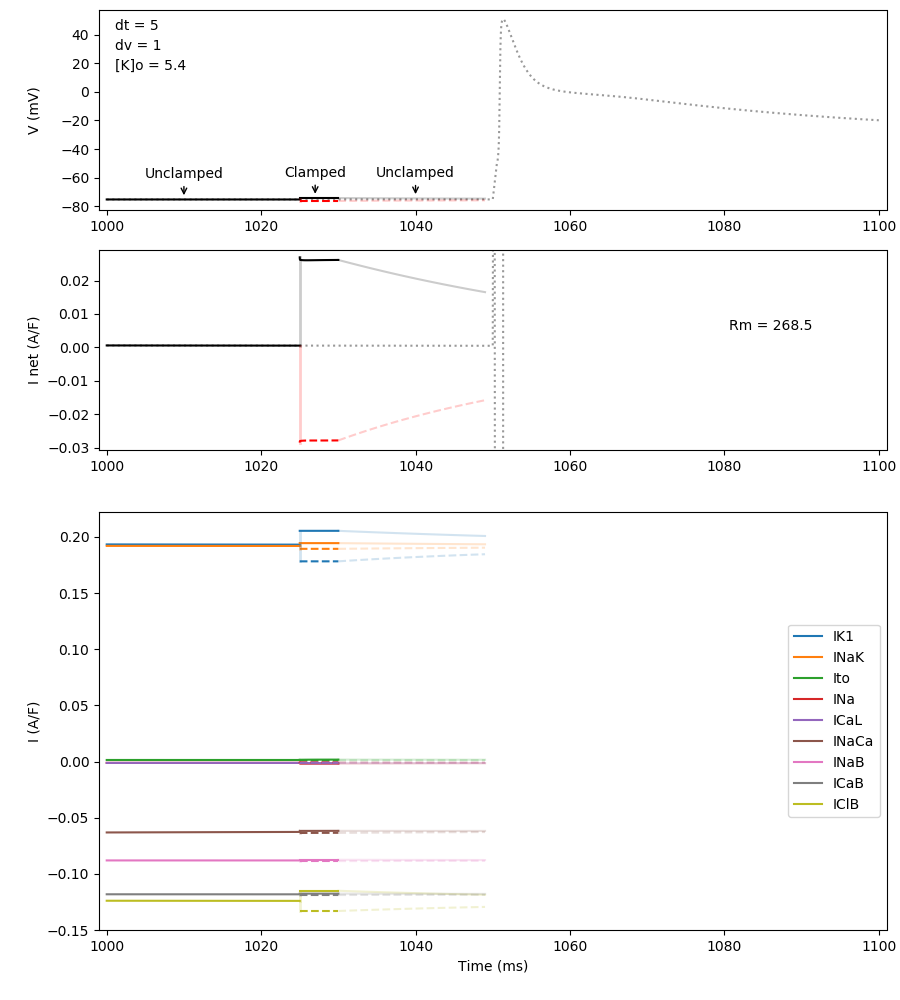 dt = 5
dv = 1
[K]o = 5.4
V (mV)
40
20
0
−20
−40
−60
−80
Unclamped
Clamped
Unclamped
1000 1020 1040 1060 1080 1100
I net (A/F)
0.02
0.01
0.00
−0.01
−0.02
−0.03
Rm = 268.5
1000 1020 1040 1060 1080 1100
I (A/F)
0.20
0.15
0.10
0.05
0.00
−0.05
−0.10
−0.15
IK1
INaK
Ito
INa
ICaL
INaCa
INaB
ICaB
IClB
1000 1020 1040 1060 1080 1100
Time (ms)